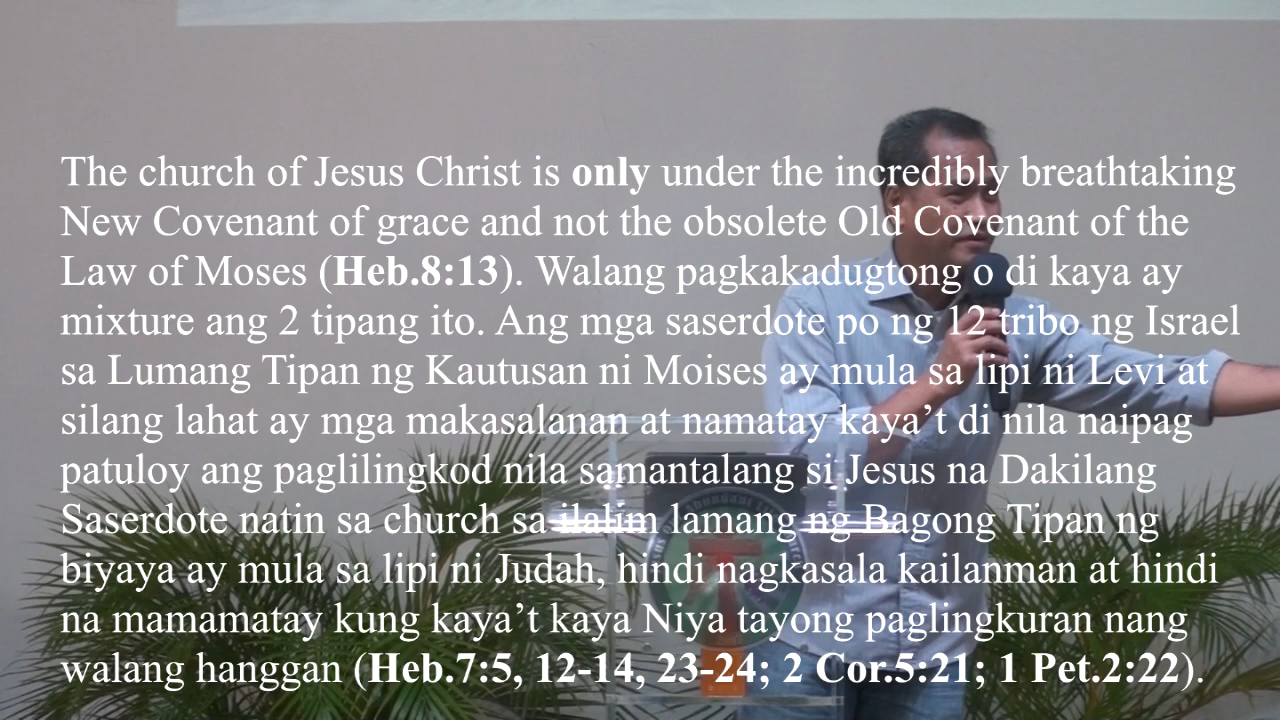 The church of Jesus Christ is only under the incredibly breathtaking
New Covenant of grace and not the obsolete Old Covenant of the
Law of Moses (Heb.8:13). Walang pagkakadugtong o di kaya ay
mixture ang 2 tipang ito. Ang mga saserdote po ng 12 tribo ng Israel
sa Lumang Tipan ng Kautusan ni Moises ay mula sa lipi ni Levi at
silang lahat ay mga makasalanan at namatay kaya’t di nila naipag
patuloy ang paglilingkod nila samantalang si Jesus na Dakilang
Saserdote natin sa church sa ilalim lamang ng Bagong Tipan ng
biyaya ay mula sa lipi ni Judah, hindi nagkasala kailanman at hindi
na mamamatay kung kaya’t kaya Niya tayong paglingkuran nang
walang hanggan (Heb.7:5, 12-14, 23-24; 2 Cor.5:21; 1 Pet.2:22).